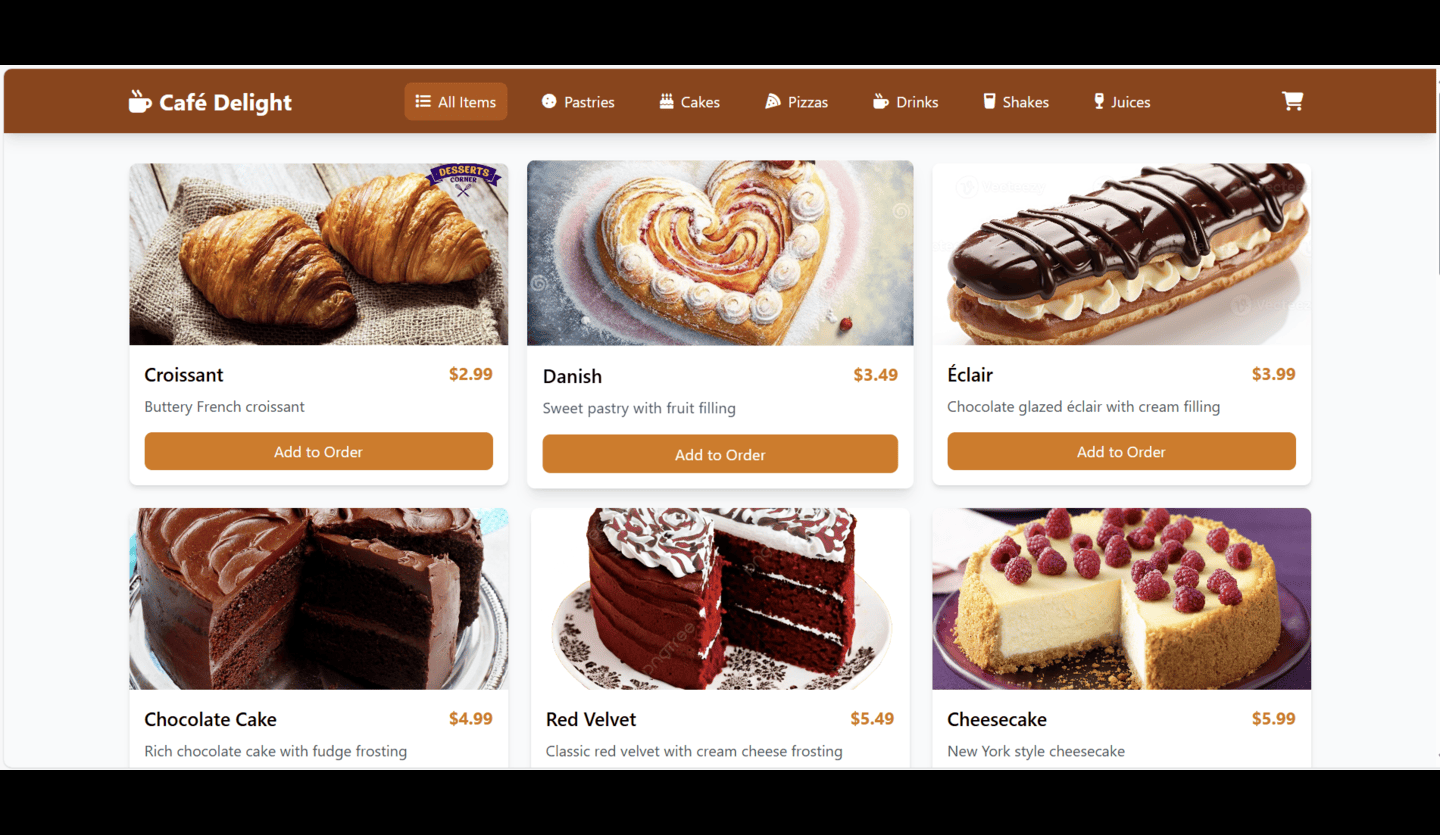 Café Delight
All Items
Pastries
Cakes
Pizzas
Drinks
Shakes
Juices
DESSERTS
CORNER
Croissant
$2.99
Buttery French croissant
Add to Order
Danish
$3.49
Sweet pastry with fruit filling
Add to Order
Éclair
$3.99
Chocolate glazed éclair with cream filling
Add to Order
Chocolate Cake
$4.99
Rich chocolate cake with fudge frosting
Red Velvet
$5.49
Classic red velvet with cream cheese frosting
Cheesecake
$5.99
New York style cheesecake